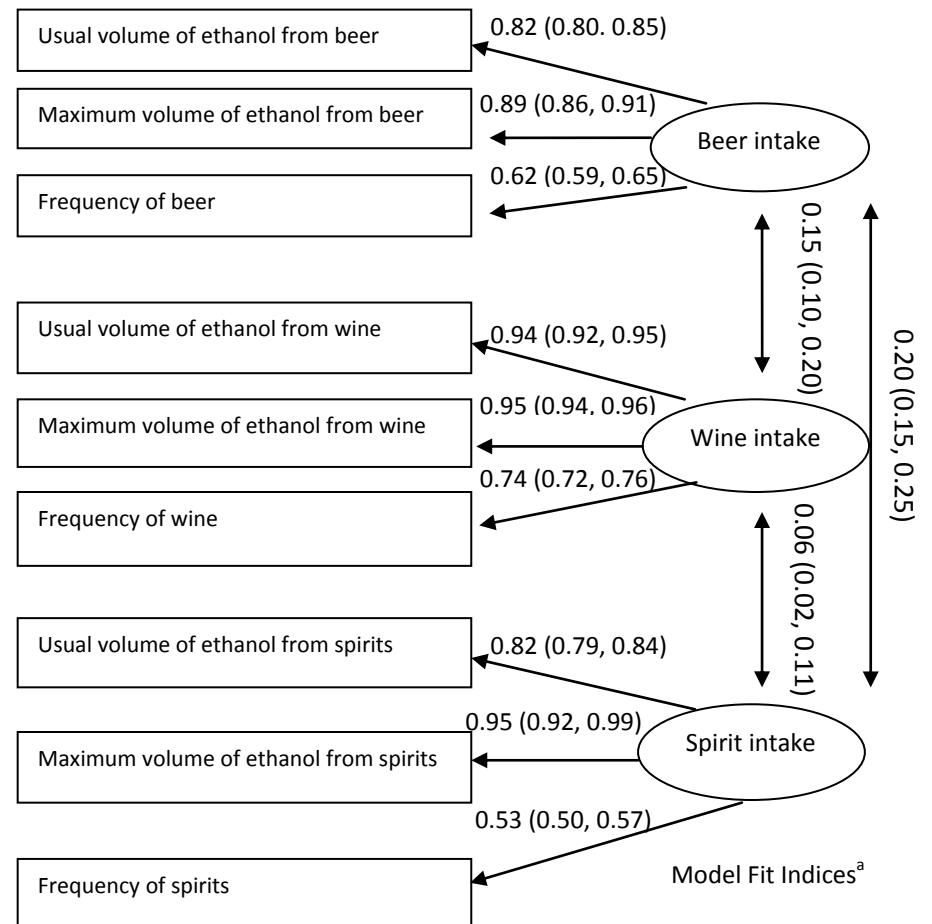 Usual volume of ethanol from beer
0.82 (0.80. 0.85)
Maximum volume of ethanol from beer
0.89 (0.86, 0.91)
Beer intake
Frequency of beer
0.62 (0.59, 0.65)
0.15 (0.10, 0.20)
0.20 (0.15, 0.25)
Usual volume of ethanol from wine
0.94 (0.92, 0.95)
Maximum volume of ethanol from wine
0.95 (0.94, 0.96)
Wine intake
Frequency of wine
0.74 (0.72, 0.76)
0.06 (0.02, 0.11)
Usual volume of ethanol from spirits
0.82 (0.79, 0.84)
Maximum volume of ethanol from spirits
0.95 (0.92, 0.99)
Spirit intake
0.53 (0.50, 0.57)
Frequency of spirits
Model Fit Indicesᵃ